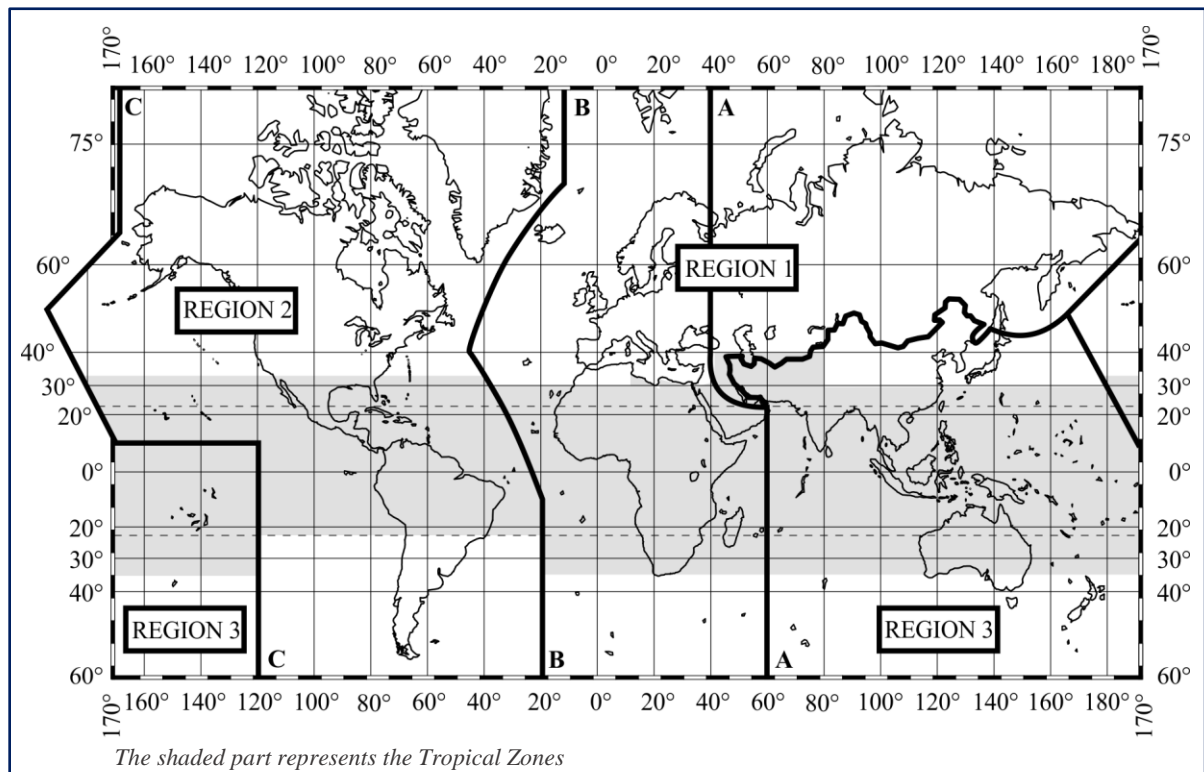 170° 160° 140° 120° 100° 80° 60° 40° 20° 0° 20° 40° 60° 80° 100° 120° 140° 160° 180° 170°
C B A
75° 75°
60° REGION 1 60°
REGION 2
40° 40°
30° 30°
20° 20°
0° 0°
20° 20°
30° 30°
40° 40°
REGION 3 REGION 3
C B A
60° 60°
170° 160° 140° 120° 100° 80° 60° 40° 20° 0° 20° 40° 60° 80° 100° 120° 140° 160° 180° 170°
The shaded part represents the Tropical Zones